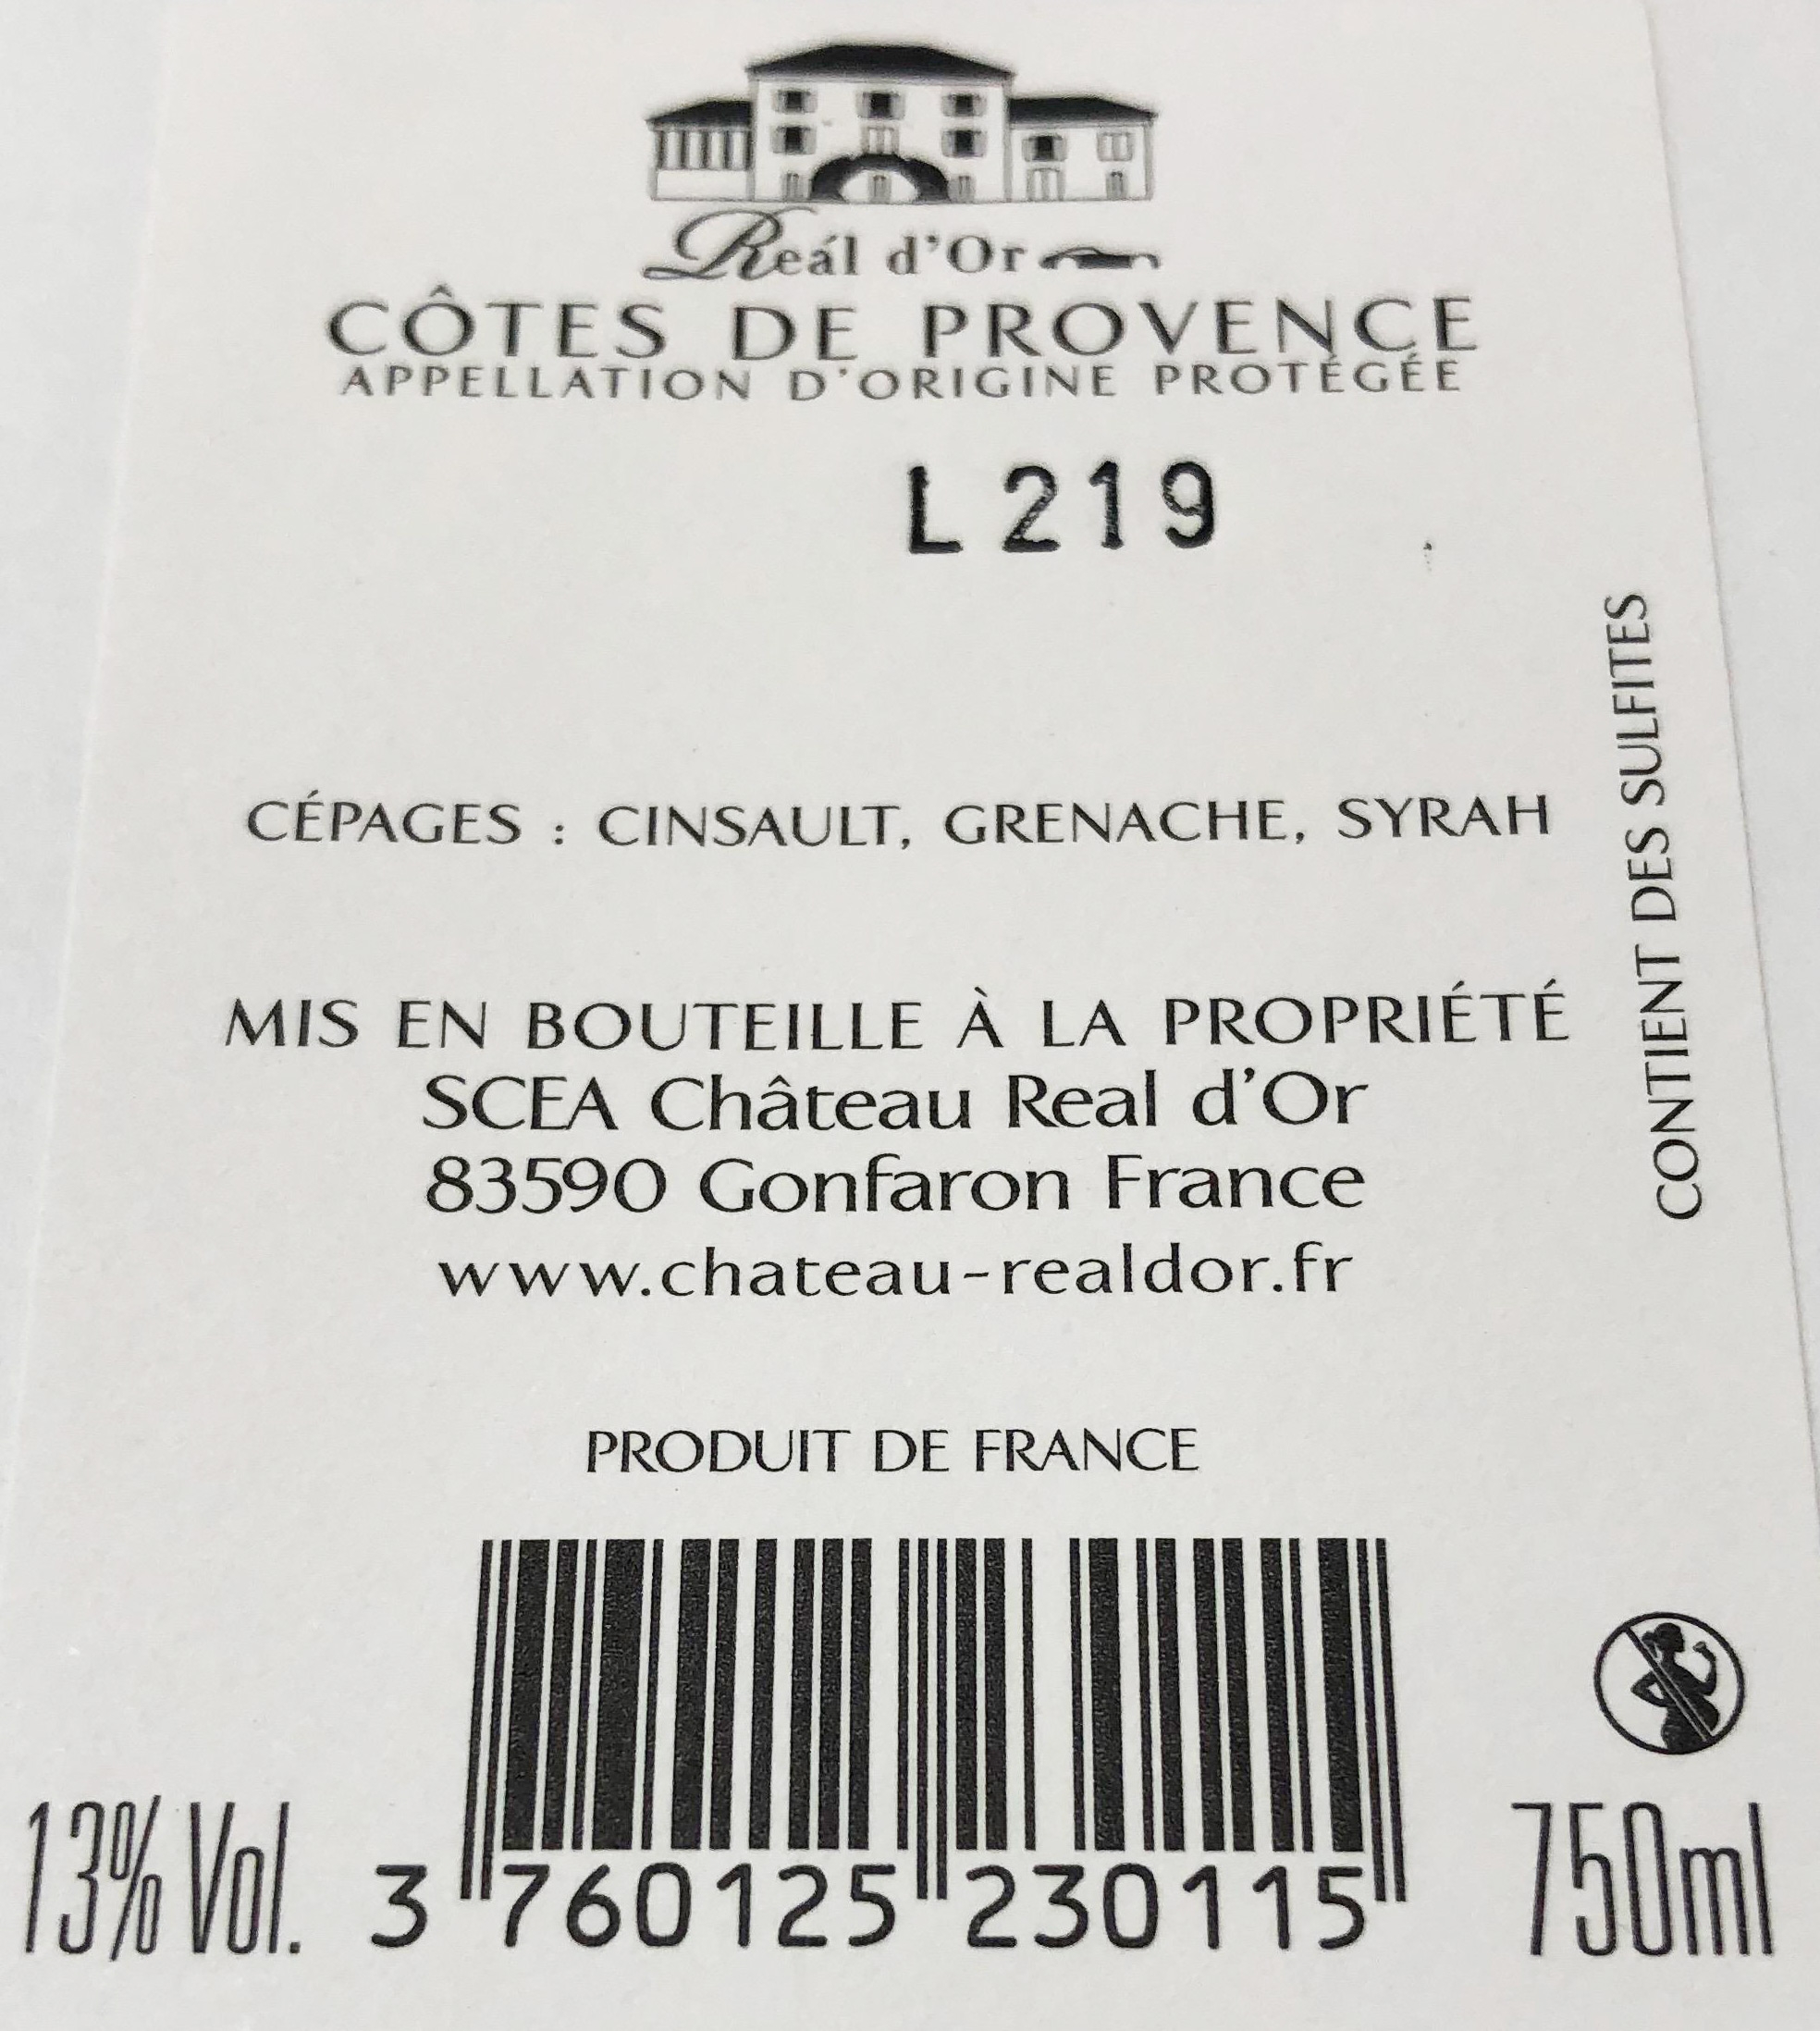 Reál d'Or
CÔTES DE PROVENCE
APPELLATION D'ORIGINE PROTÉGÉE
L 219
CÉPAGES : CINSAULT, GRENACHE, SYRAH
CONTIENT DES SULFITES
MIS EN BOUTEILLE À LA PROPRIÉTÉ
SCEA Château Real d'Or
83590 Gonfaron France
www.chateau-realdor.fr
PRODUIT DE FRANCE
13% Vol.
3 760125 230115
750ml